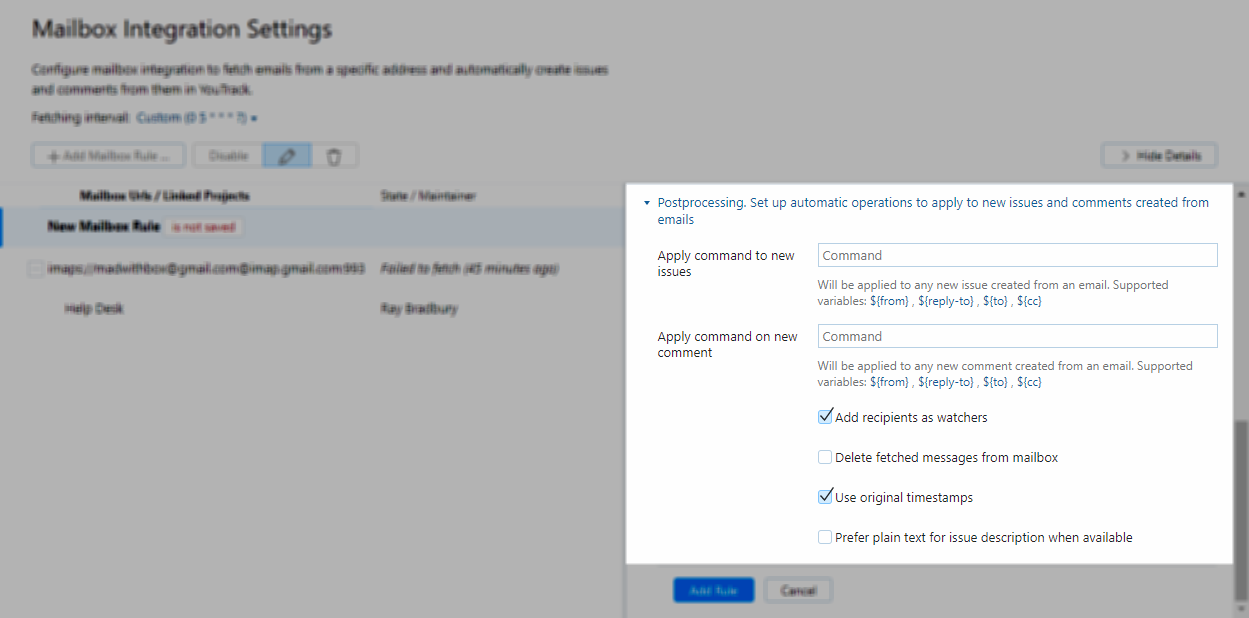 Mailbox Integration Settings
Configure mailbox integration to fetch emails from a specific address and automatically create issues
and comments from them in YouTrack.
Fetching interval: Custom (0 5 * * * ?)
Add Mailbox Rule ...
Disable
Hide Details
Mailbox Urls / Linked Projects
State / Maintainer
New Mailbox Rule is not saved
imaps://madwithbox@gmail.com@imap.gmail.com:993 Failed to fetch (45 minutes ago)
Help Desk Ray Bradbury
Postprocessing. Set up automatic operations to apply to new issues and comments created from
emails
Apply command to new
issues
Command
Will be applied to any new issue created from an email. Supported
variables: ${from} , ${reply-to} , ${to} , ${cc}
Apply command on new
comment
Command
Will be applied to any new comment created from an email. Supported
variables: ${from} , ${reply-to} , ${to} , ${cc}
Add recipients as watchers
Delete fetched messages from mailbox
Use original timestamps
Prefer plain text for issue description when available
Add Rule
Cancel